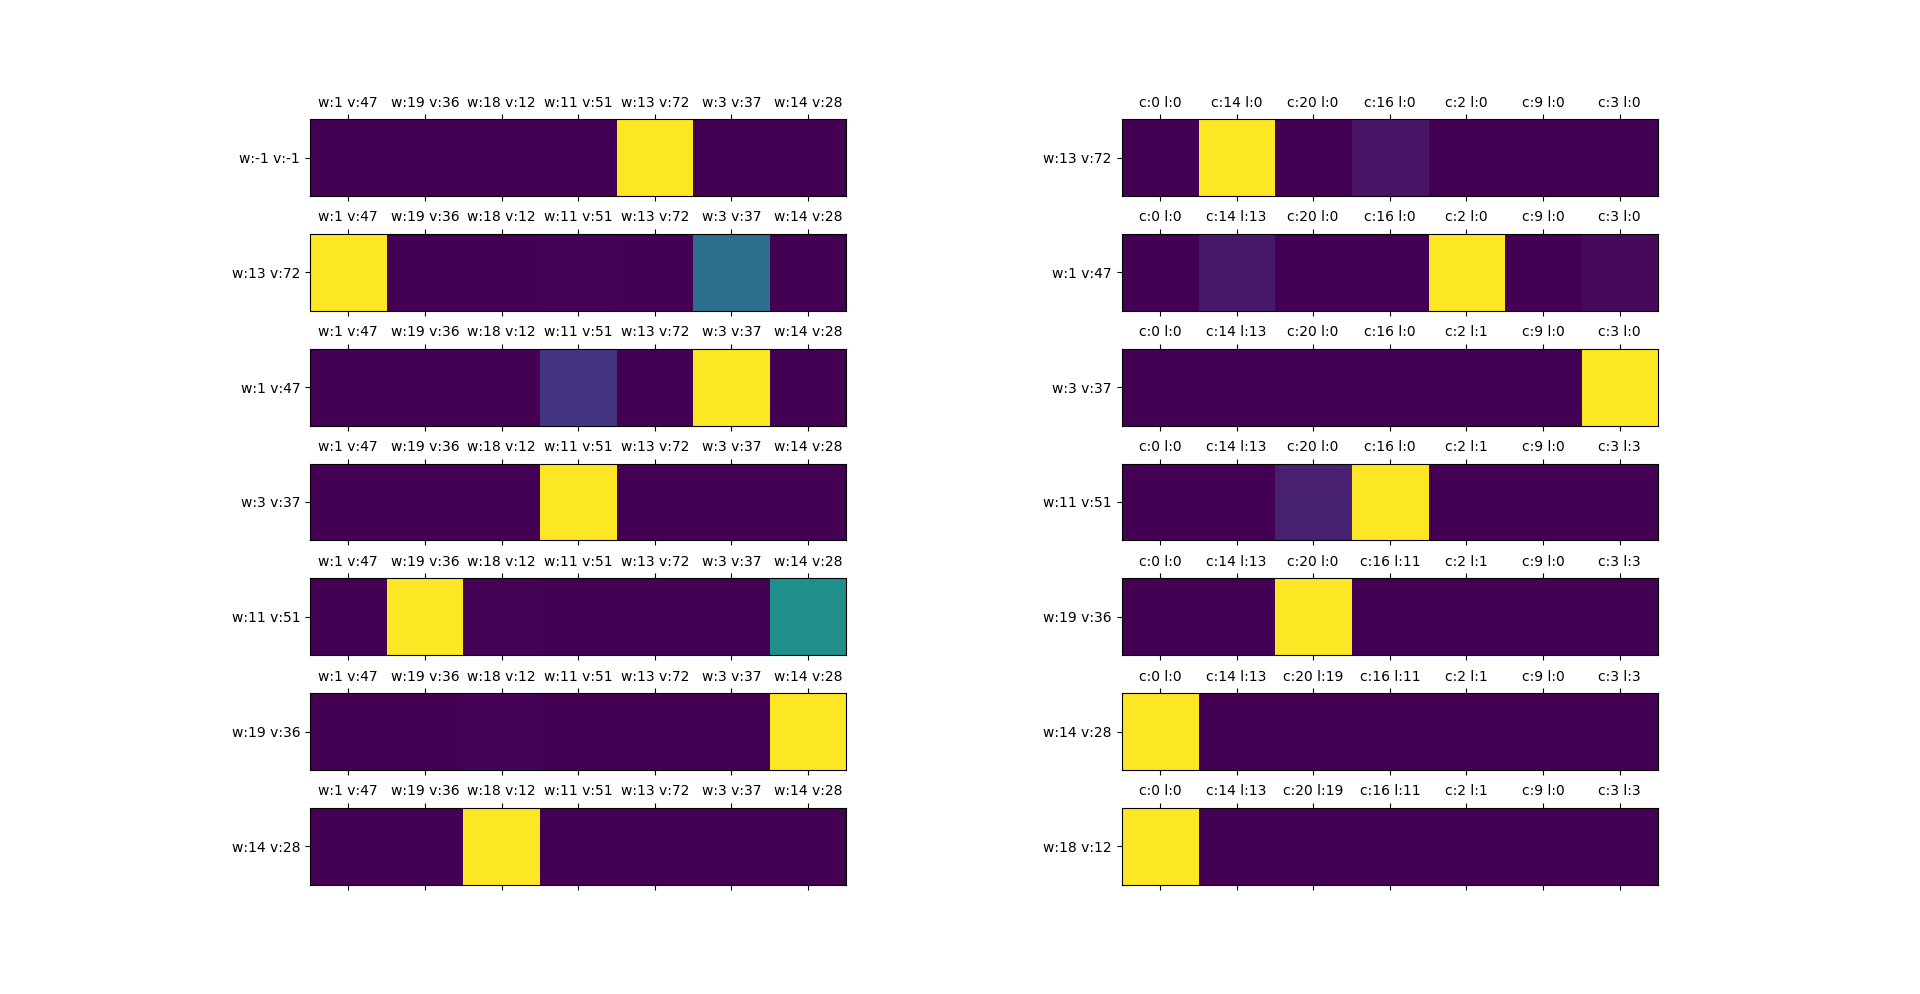 w:1 v:47 w:19 v:36 w:18 v:12 w:11 v:51 w:13 v:72 w:3 v:37 w:14 v:28
w:-1 v:-1
w:1 v:47 w:19 v:36 w:18 v:12 w:11 v:51 w:13 v:72 w:3 v:37 w:14 v:28
w:13 v:72
w:1 v:47 w:19 v:36 w:18 v:12 w:11 v:51 w:13 v:72 w:3 v:37 w:14 v:28
w:1 v:47
w:1 v:47 w:19 v:36 w:18 v:12 w:11 v:51 w:13 v:72 w:3 v:37 w:14 v:28
w:3 v:37
w:1 v:47 w:19 v:36 w:18 v:12 w:11 v:51 w:13 v:72 w:3 v:37 w:14 v:28
w:11 v:51
w:1 v:47 w:19 v:36 w:18 v:12 w:11 v:51 w:13 v:72 w:3 v:37 w:14 v:28
w:19 v:36
w:1 v:47 w:19 v:36 w:18 v:12 w:11 v:51 w:13 v:72 w:3 v:37 w:14 v:28
w:14 v:28
c:0 l:0 c:14 l:0 c:20 l:0 c:16 l:0 c:2 l:0 c:9 l:0 c:3 l:0
w:13 v:72
c:0 l:0 c:14 l:13 c:20 l:0 c:16 l:0 c:2 l:0 c:9 l:0 c:3 l:0
w:1 v:47
c:0 l:0 c:14 l:13 c:20 l:0 c:16 l:0 c:2 l:1 c:9 l:0 c:3 l:0
w:3 v:37
c:0 l:0 c:14 l:13 c:20 l:0 c:16 l:0 c:2 l:1 c:9 l:0 c:3 l:3
w:11 v:51
c:0 l:0 c:14 l:13 c:20 l:0 c:16 l:11 c:2 l:1 c:9 l:0 c:3 l:3
w:19 v:36
c:0 l:0 c:14 l:13 c:20 l:19 c:16 l:11 c:2 l:1 c:9 l:0 c:3 l:3
w:14 v:28
c:0 l:0 c:14 l:13 c:20 l:19 c:16 l:11 c:2 l:1 c:9 l:0 c:3 l:3
w:18 v:12